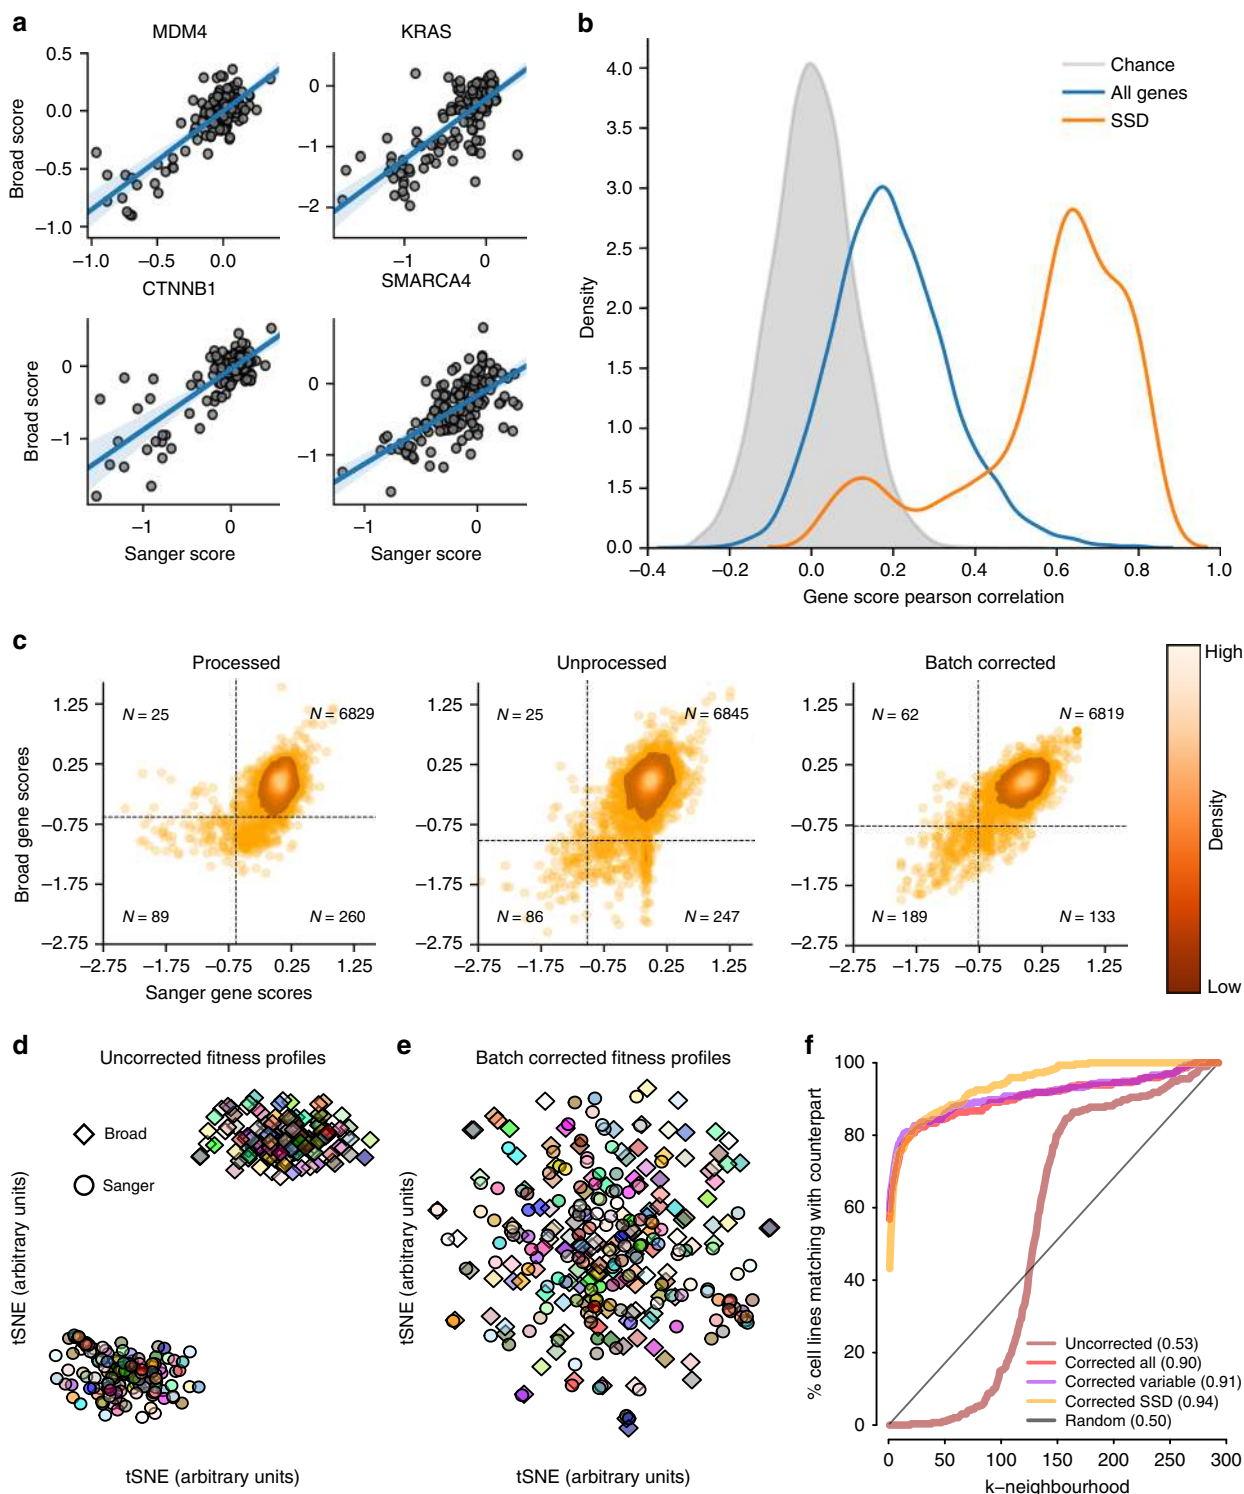 a
MDM4
KRAS
0.5
0.0
−0.5
−1.0
Broad score
−1.0 −0.5 0.0
0
−1
−2
−1 0
CTNNB1
SMARCA4
0
−1
Broad score
−1 0
Sanger score
0
−1
−1 0
Sanger score
b
4.0
3.5
3.0
2.5
2.0
1.5
1.0
1.5
0.0
Density
Chance
All genes
SSD
−0.4 −0.2 0.0 0.2 0.4 0.6 0.8 1.0
Gene score pearson correlation
c
Processed
1.25
0.25
−0.75
−1.75
−2.75
Broad gene scores
N = 25
N = 6829
N = 89
N = 260
−2.75 −1.75 −0.75 0.25 1.25
Sanger gene scores
Unprocessed
1.25
0.25
−0.75
−1.75
−2.75
N = 25
N = 6845
N = 86
N = 247
−2.75 −1.75 −0.75 0.25 1.25
Batch corrected
1.25
0.25
−0.75
−1.75
−2.75
N = 62
N = 6819
N = 189
N = 133
−2.75 −1.75 −0.75 0.25 1.25
High
Density
Low
d
Uncorrected fitness profiles
Broad
Sanger
tSNE (arbitrary units)
tSNE (arbitrary units)
e
Batch corrected fitness profiles
tSNE (arbitrary units)
tSNE (arbitrary units)
f
100
80
60
40
20
0
% cell lines matching with counterpart
Uncorrected (0.53)
Corrected all (0.90)
Corrected variable (0.91)
Corrected SSD (0.94)
Random (0.50)
0 50 100 150 200 250 300
k−neighbourhood